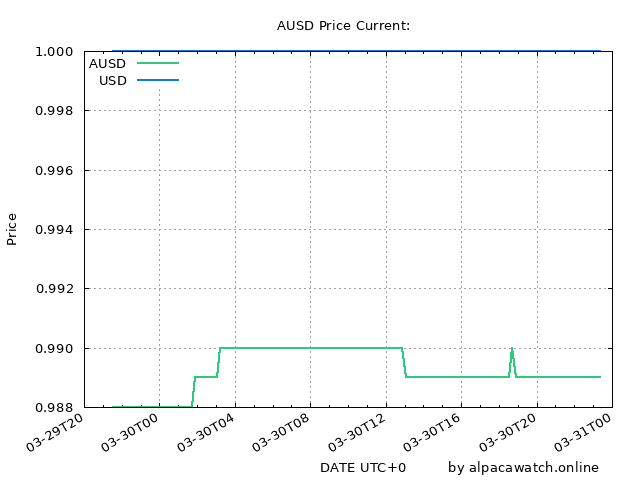 AUSD Price Current:
1.000
AUSD
USD
0.998
0.996
0.994
Price
0.992
0.990
0.988
03-29T20 03-30T00 03-30T04 03-30T08 03-30T12 03-30T16 03-30T20 03-31T00
DATE UTC+0 by alpacawatch.online